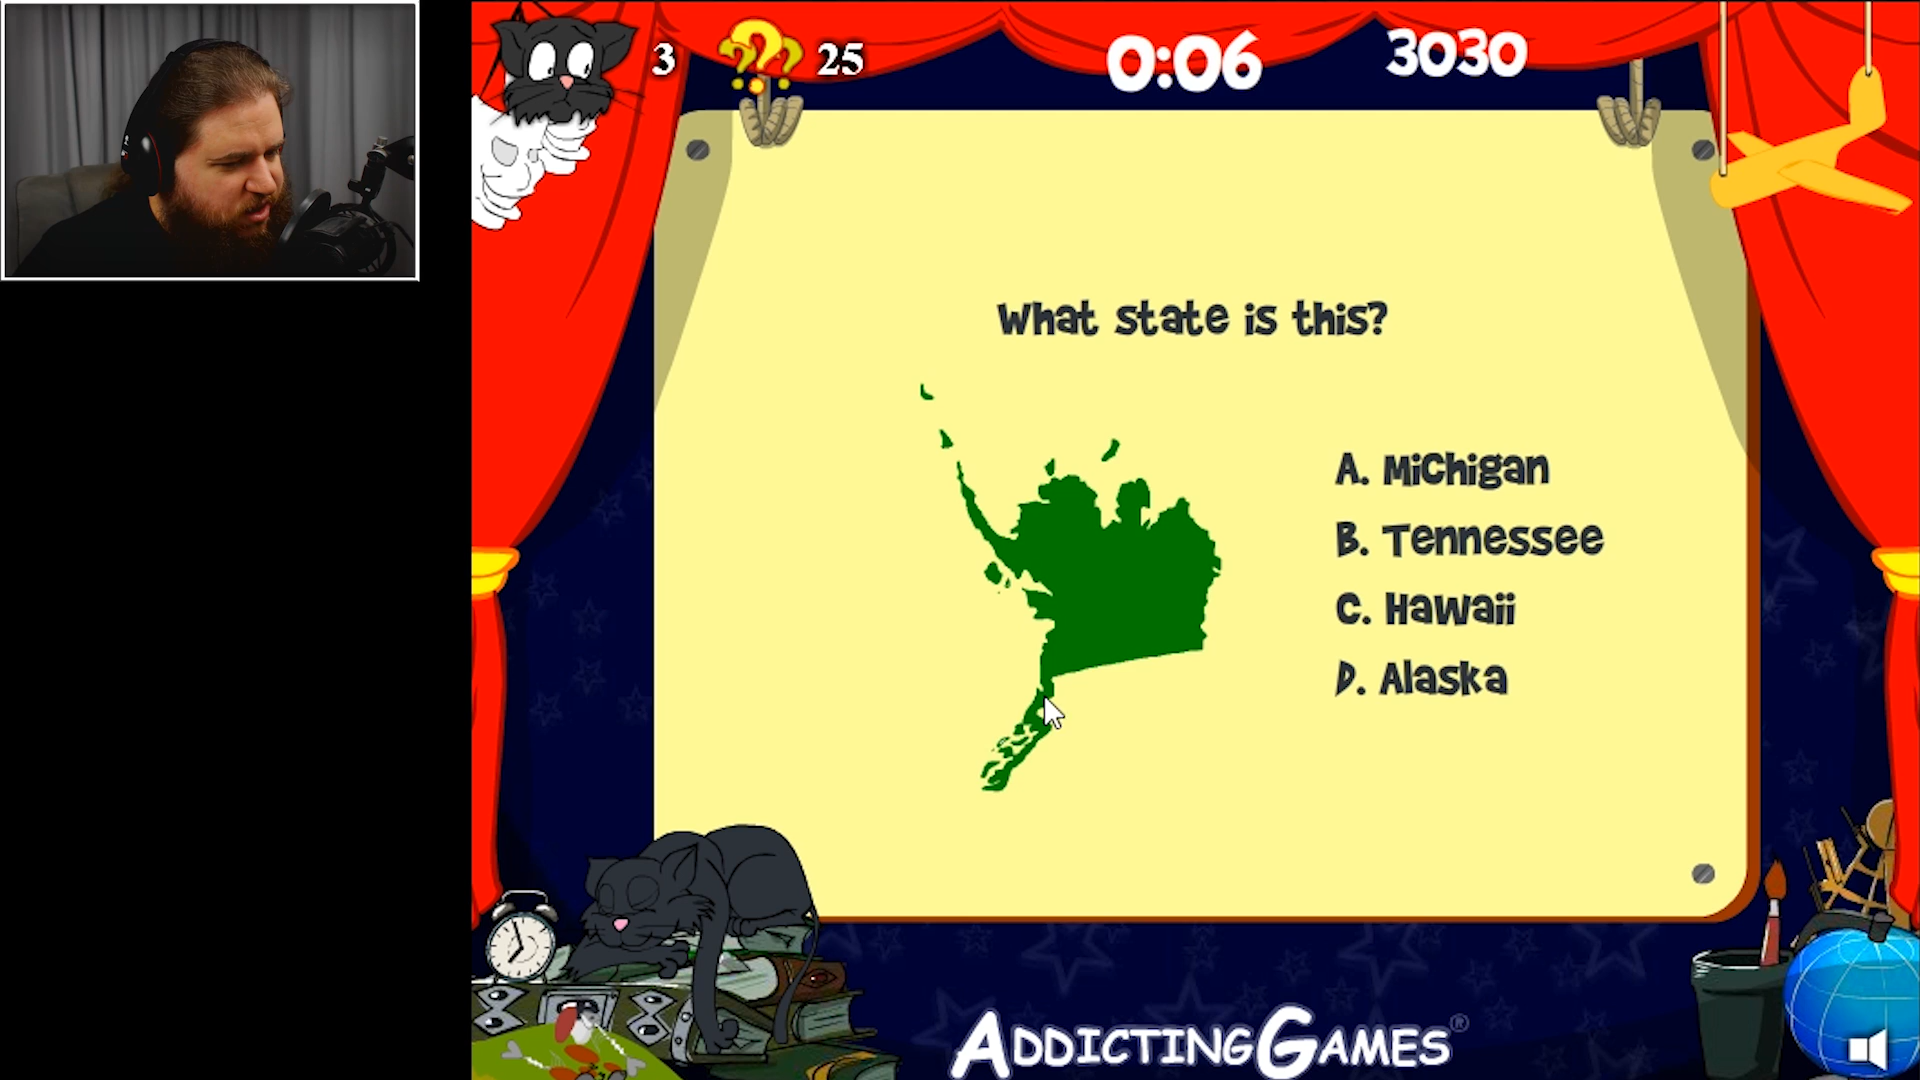 3
25
0:06
3030
What state is this?
A. Michigan
B. Tennessee
C. Hawaii
D. Alaska
ADDICTINGGAMES®